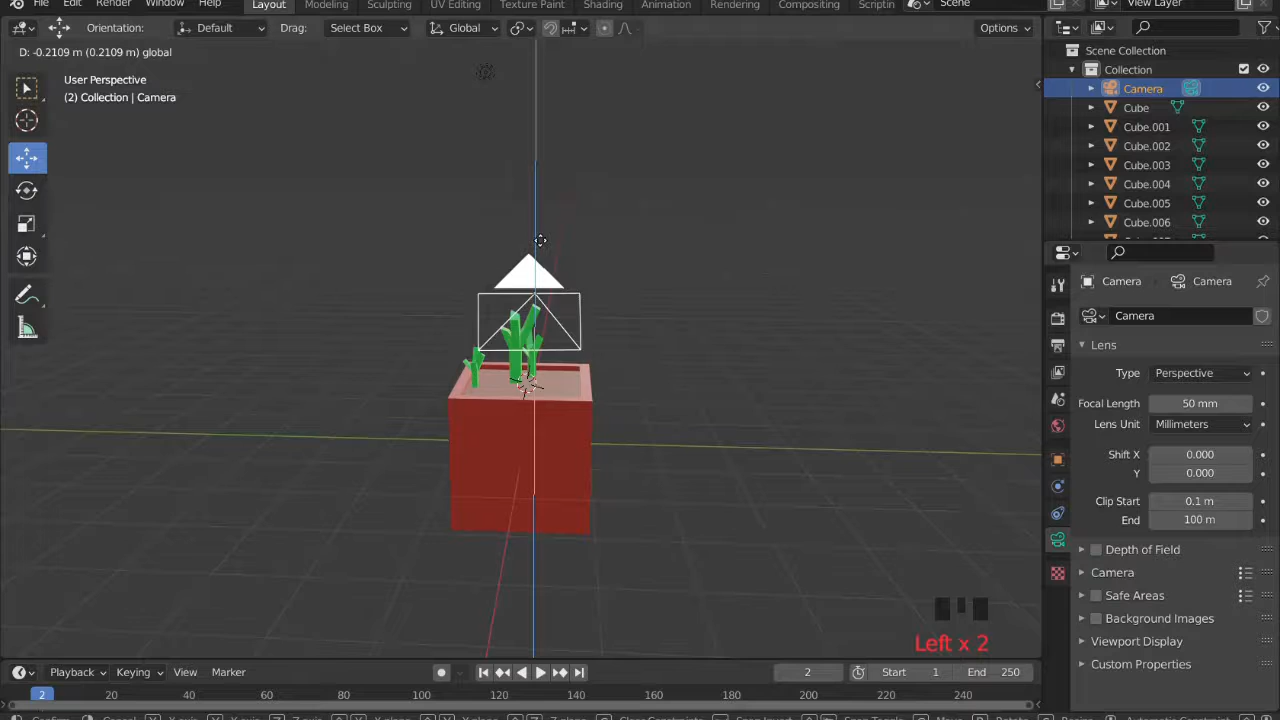 File Edit Render Window Help Layout Modeling Sculpting UV Editing Texture Paint Shading Animation Rendering Compositing Scriptin Scene View Layer
Orientation: Default Drag: Select Box Global Options
D: -0.2109 m (0.2109 m) global
Scene Collection
Collection
User Perspective
(2) Collection | Camera
Camera
Cube
Cube.001
Cube.002
Cube.003
Cube.004
Cube.005
Cube.006
Camera Camera
Camera
Lens
Type Perspective
Focal Length 50 mm
Lens Unit Millimeters
Shift X 0.000
Y 0.000
Clip Start 0.1 m
End 100 m
Depth of Field
Camera
Safe Areas
Background Images
Viewport Display
Custom Properties
Left x 2
Playback Keying View Marker 2 Start 1 End 250
2 20 40 60 80 100 120 140 160 180 200 220 240